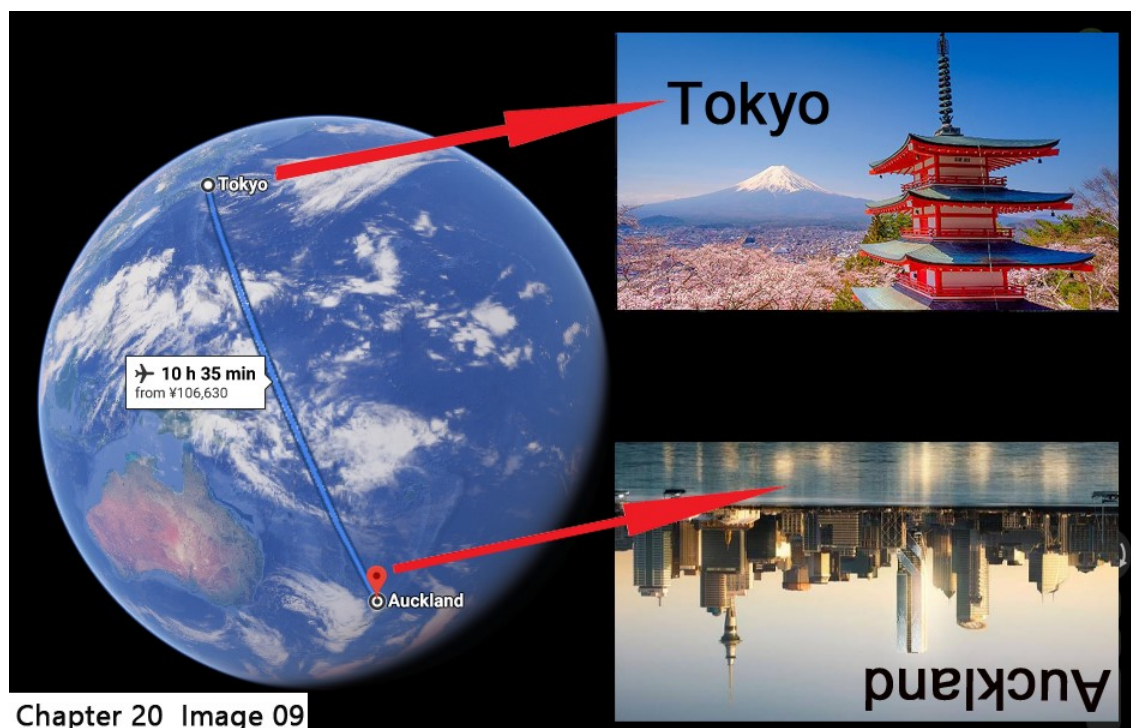 Tokyo
Tokyo
10 h 35 min
from ¥106,630
Auckland
Auckland
Chapter 20 Image 09